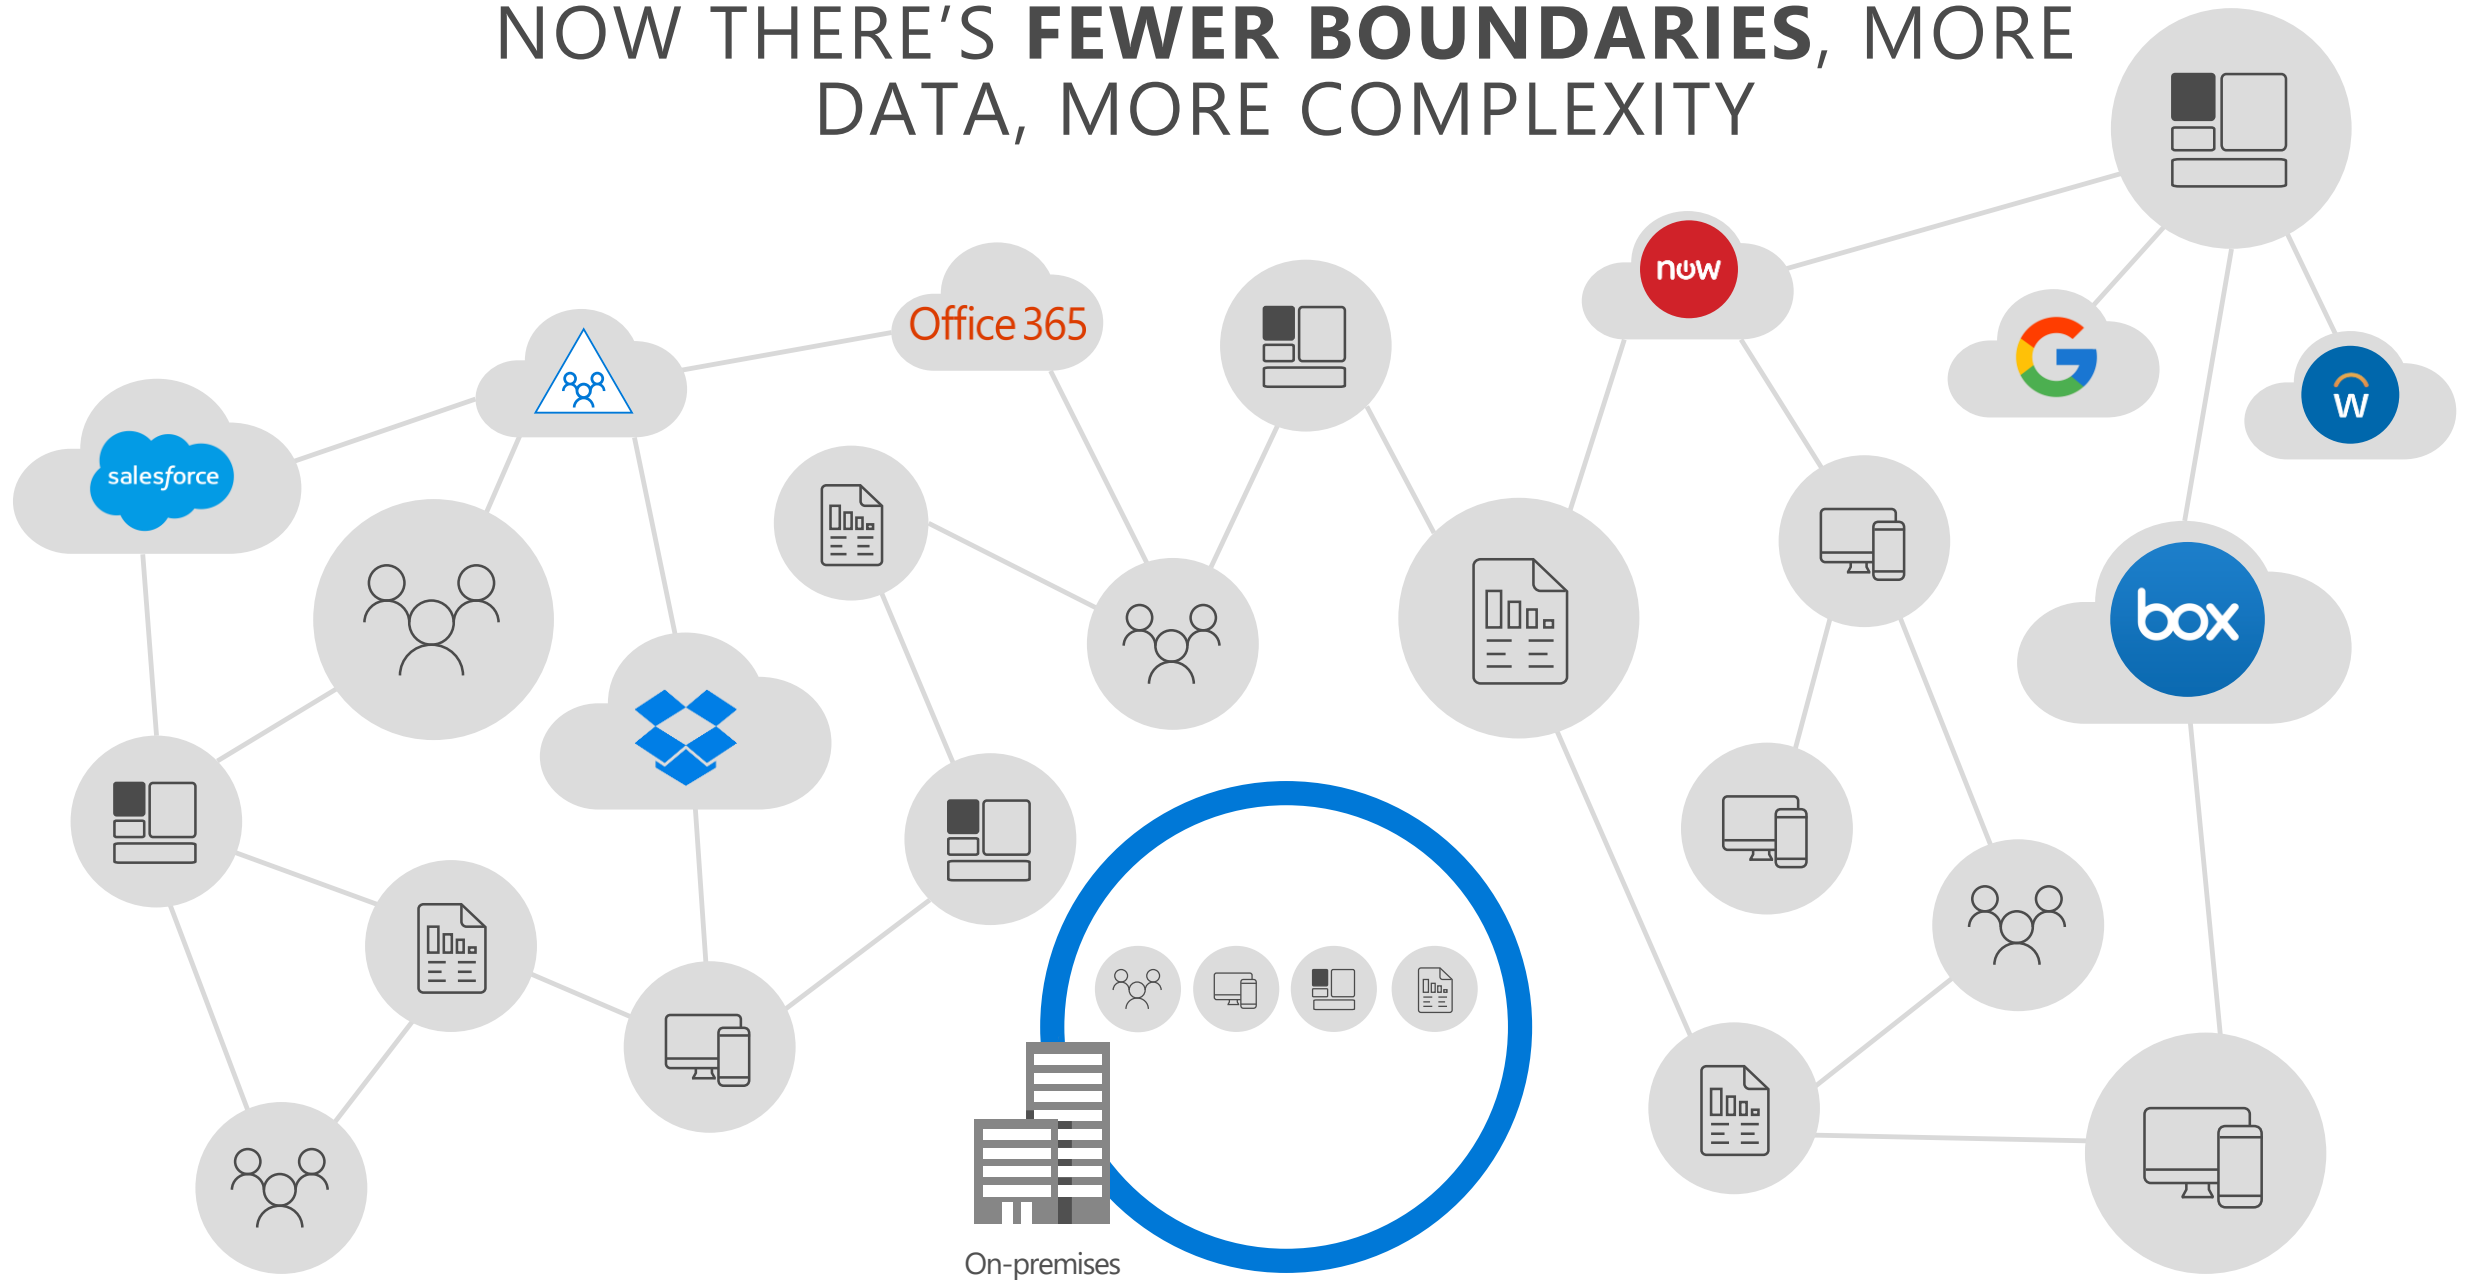 NOW THERE’S FEWER BOUNDARIES, MORE
DATA, MORE COMPLEXITY
now
Office 365
W
salesforce
box
On-premises